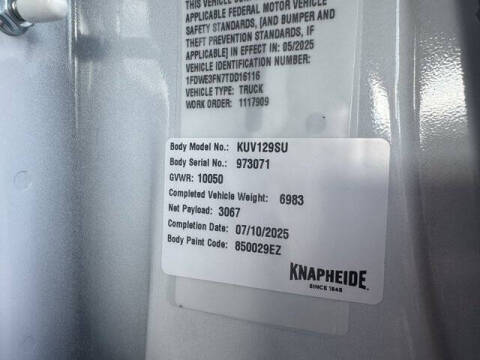 THIS VEHICLE
APPLICABLE FEDERAL MOTOR VEHICLE
SAFETY STANDARDS, [AND BUMPER AND
THEFT PREVENTION STANDARDS, IF
APPLICABLE] IN EFFECT IN: 05/2025
VEHICLE IDENTIFICATION NUMBER:
1FDWE3FN7TDD16116
VEHICLE TYPE: TRUCK
WORK ORDER: 1117909
Body Model No.: KUV129SU
Body Serial No.: 973071
GVWR: 10050
Completed Vehicle Weight: 6983
Net Payload: 3067
Completion Date: 07/10/2025
Body Paint Code: 850029EZ
KNAPHEIDE
SINCE 1848